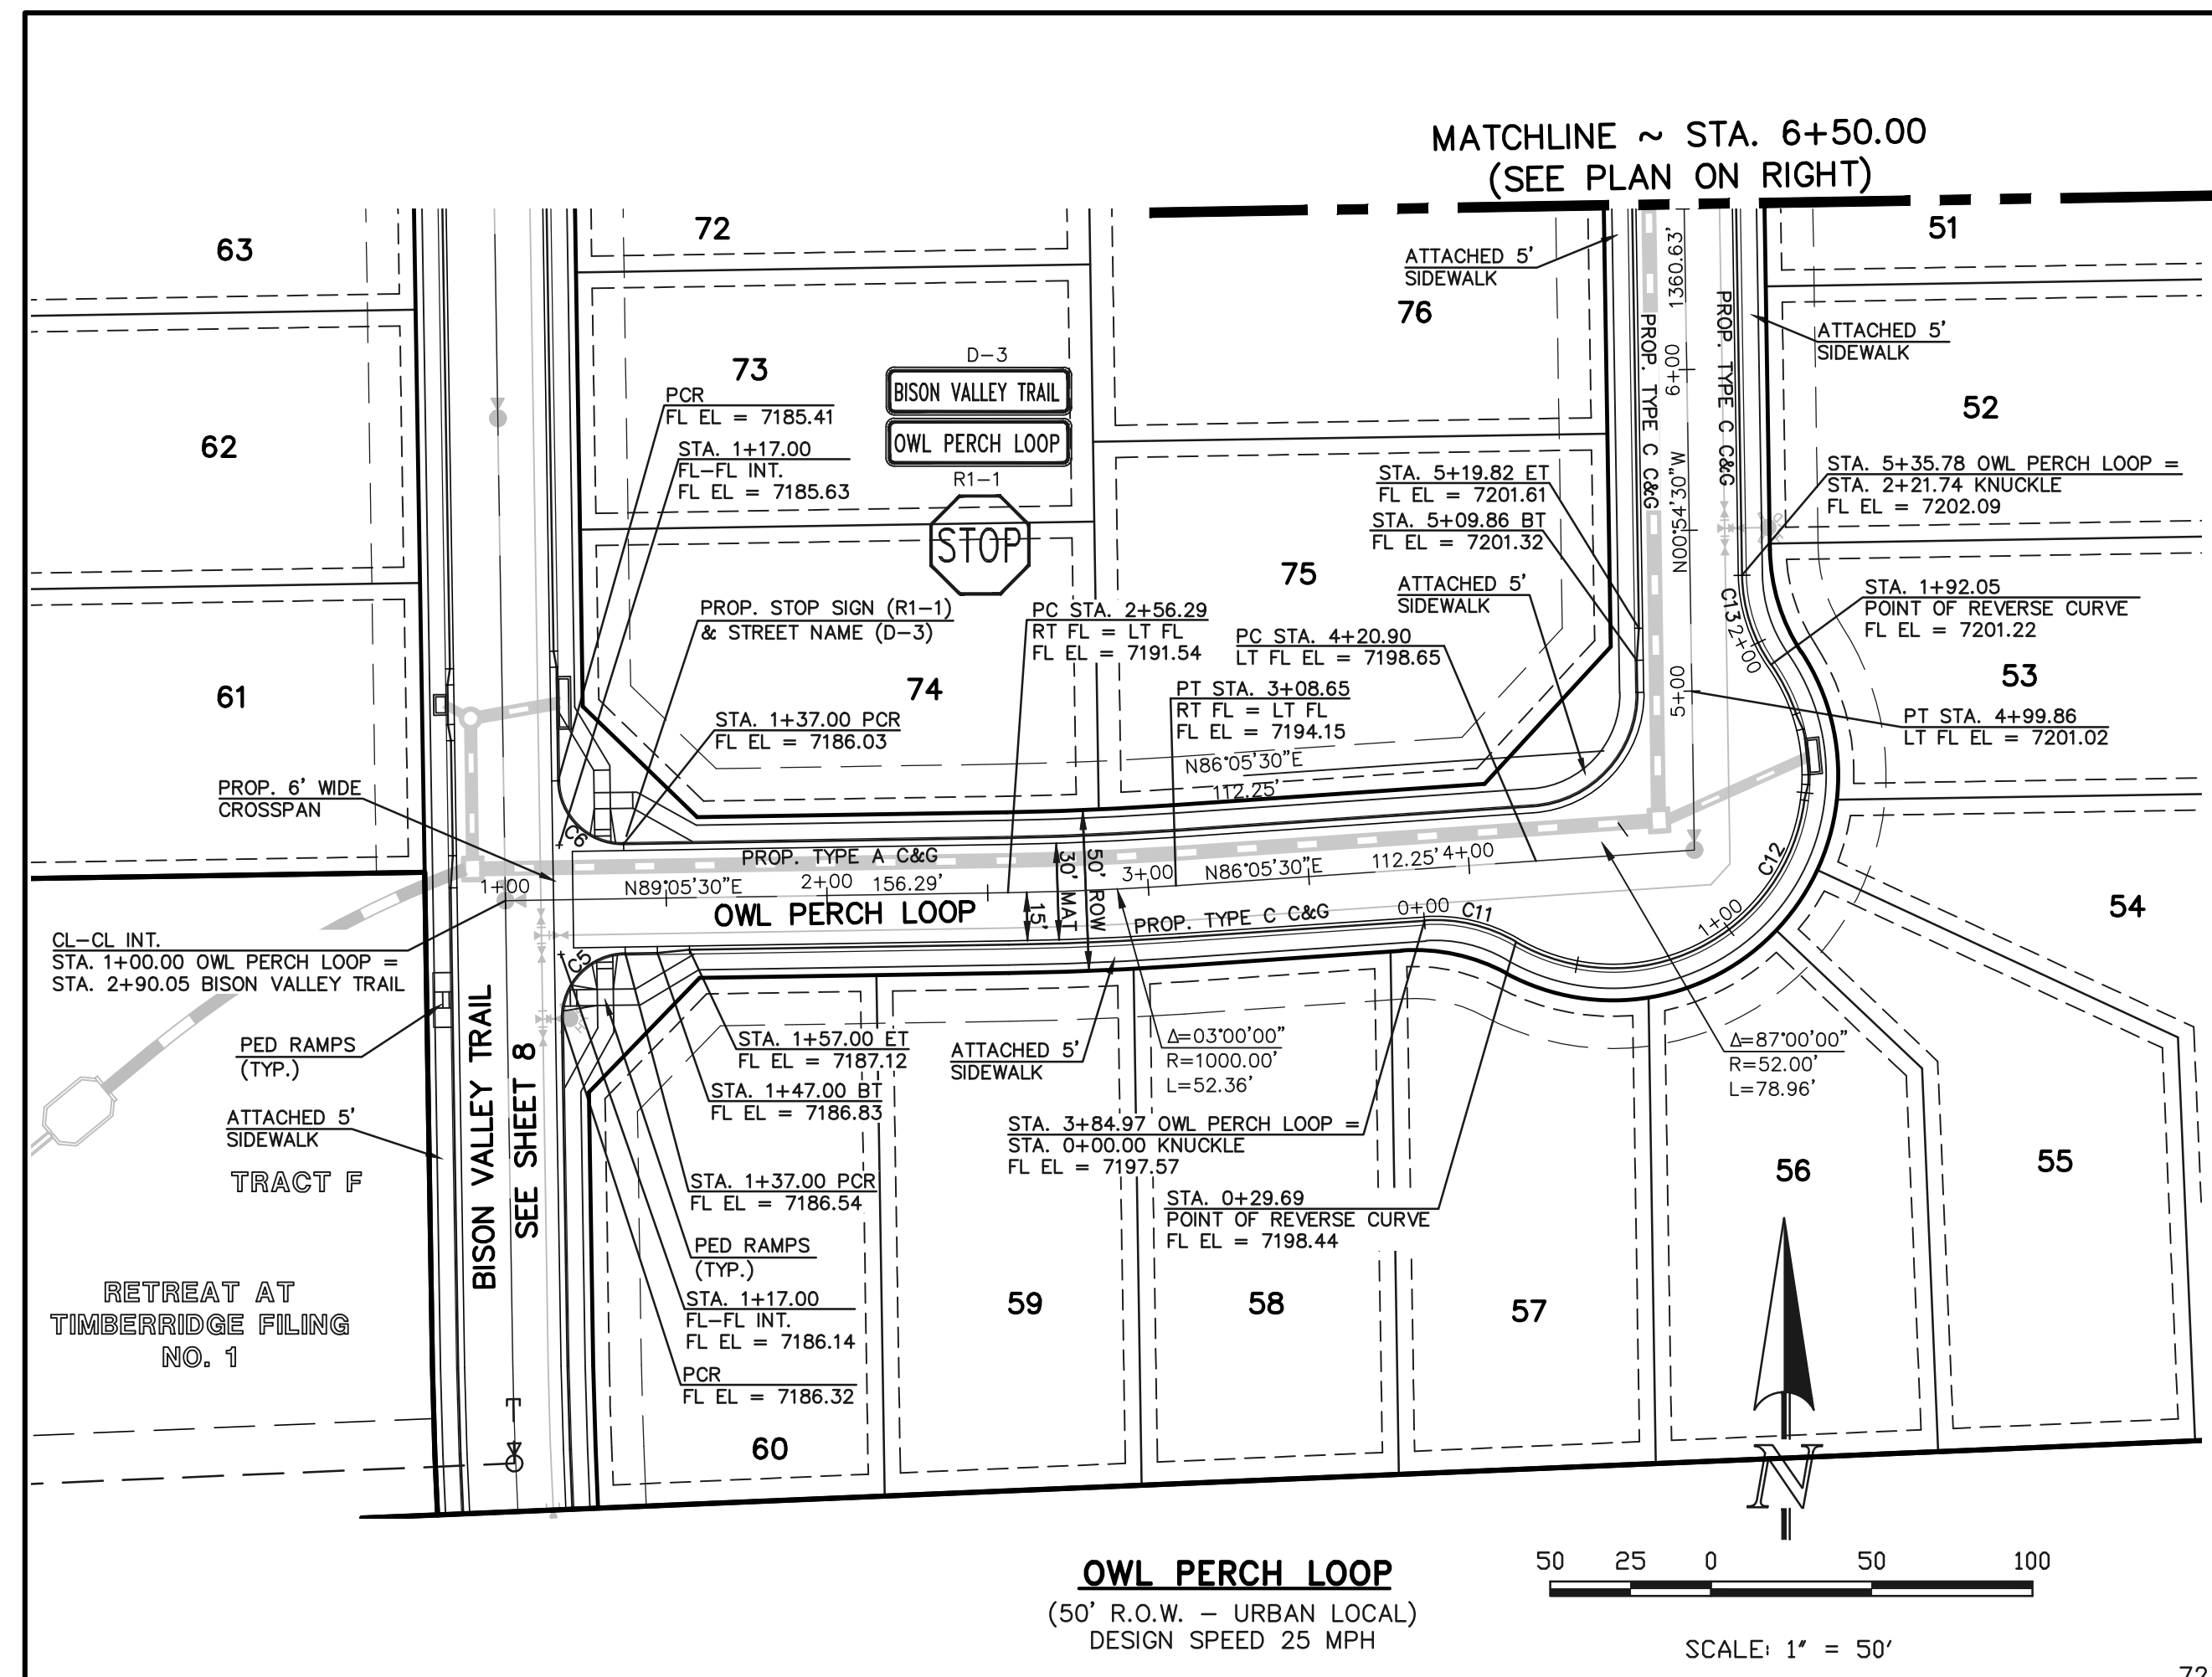 MATCHLINE ~ STA. 6+50.00
(SEE PLAN ON RIGHT)
63
72
51
ATTACHED 5'
SIDEWALK
76
1360.63'
PROP. TYPE C C&G
PROP. TYPE C C&G
6+00
ATTACHED 5'
SIDEWALK
62
73
D-3
BISON VALLEY TRAIL
OWL PERCH LOOP
R1-1
STOP
PCR
FL EL = 7185.41
STA. 1+17.00
FL-FL INT.
FL EL = 7185.63
52
STA. 5+19.82 ET
FL EL = 7201.61
STA. 5+09.86 BT
FL EL = 7201.32
N00°54'30"W
STA. 5+35.78 OWL PERCH LOOP =
STA. 2+21.74 KNUCKLE
FL EL = 7202.09
75
ATTACHED 5'
SIDEWALK
C13
2+00
STA. 1+92.05
POINT OF REVERSE CURVE
FL EL = 7201.22
PROP. STOP SIGN (R1-1)
& STREET NAME (D-3)
PC STA. 2+56.29
RT FL = LT FL
FL EL = 7191.54
PC STA. 4+20.90
LT FL EL = 7198.65
61
74
53
PT STA. 3+08.65
RT FL = LT FL
FL EL = 7194.15
5+00
STA. 1+37.00 PCR
FL EL = 7186.03
PT STA. 4+99.86
LT FL EL = 7201.02
N86°05'30"E
112.25'
PROP. 6' WIDE
CROSSPAN
C6
PROP. TYPE A C&G
30' MAT
50' ROW
15'
1+00
N89°05'30"E
2+00
156.29'
3+00
N86°05'30"E
112.25'
4+00
C12
OWL PERCH LOOP
PROP. TYPE C C&G
0+00
C11
1+00
54
CL-CL INT.
STA. 1+00.00 OWL PERCH LOOP =
STA. 2+90.05 BISON VALLEY TRAIL
C5
PED RAMPS
(TYP.)
BISON VALLEY TRAIL
SEE SHEET 8
STA. 1+57.00 ET
FL EL = 7187.12
ATTACHED 5'
SIDEWALK
Δ=03°00'00"
R=1000.00'
L=52.36'
Δ=87°00'00"
R=52.00'
L=78.96'
STA. 1+47.00 BT
FL EL = 7186.83
ATTACHED 5'
SIDEWALK
STA. 3+84.97 OWL PERCH LOOP =
STA. 0+00.00 KNUCKLE
FL EL = 7197.57
TRACT F
STA. 1+37.00 PCR
FL EL = 7186.54
STA. 0+29.69
POINT OF REVERSE CURVE
FL EL = 7198.44
56
55
PED RAMPS
(TYP.)
RETREAT AT
TIMBERRIDGE FILING
NO. 1
STA. 1+17.00
FL-FL INT.
FL EL = 7186.14
59
58
57
PCR
FL EL = 7186.32
60
N
OWL PERCH LOOP
(50' R.O.W. - URBAN LOCAL)
DESIGN SPEED 25 MPH
50 25 0 50 100
SCALE: 1" = 50'